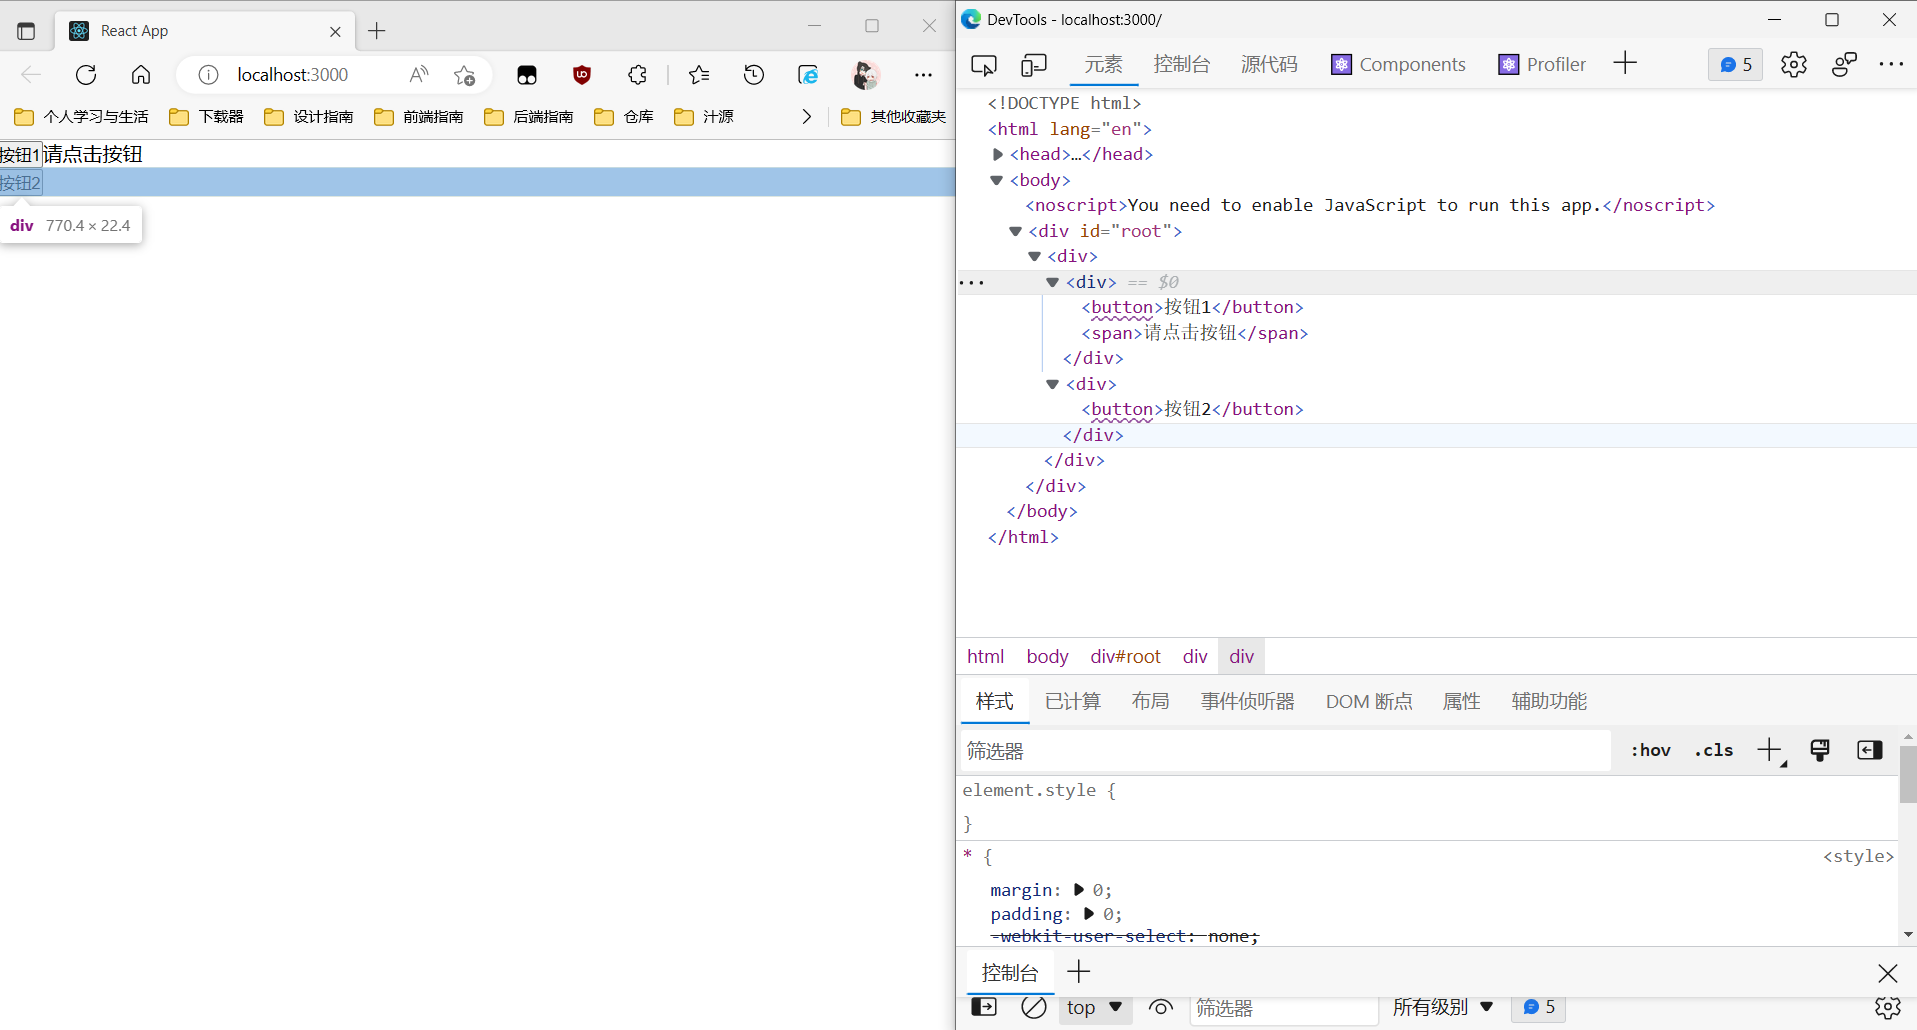 React App
localhost:3000
个人学习与生活 下载器 设计指南 前端指南 后端指南 仓库 汁源 其他收藏夹
按钮1请点击按钮
按钮2
div 770.4 × 22.4
DevTools - localhost:3000/
元素 控制台 源代码 Components Profiler 5
<!DOCTYPE html>
<html lang="en">
<head>…</head>
<body>
<noscript>You need to enable JavaScript to run this app.</noscript>
<div id="root">
<div>
<div> == $0
<button>按钮1</button>
<span>请点击按钮</span>
</div>
<div>
<button>按钮2</button>
</div>
</div>
</div>
</body>
</html>
html body div#root div div
样式 已计算 布局 事件侦听器 DOM 断点 属性 辅助功能
筛选器 :hov .cls
element.style {
}
* { <style>
margin: 0;
padding: 0;
-webkit-user-select: none;
控制台
top 筛选器 所有级别 5